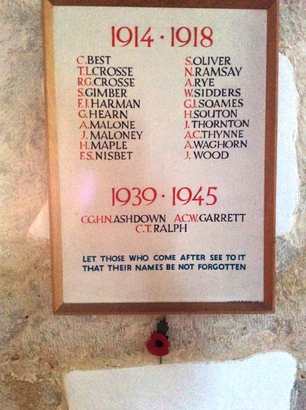 1914 · 1918
C. BEST
T.L. CROSSE
R.G. CROSSE
S. GIMBER
F.J. HARMAN
G. HEARN
A. MALONE
J. MALONEY
H. MAPLE
F.S. NISBET
S. OLIVER
N. RAMSAY
A. RYE
W. SIDDERS
G.J. SOAMES
H. SOUTON
J. THORNTON
A.C. THYNNE
A. WAGHORN
J. WOOD
1939 · 1945
C.G.H.N. ASHDOWN A.C.W. GARRETT
C.T. RALPH
LET THOSE WHO COME AFTER SEE TO IT
THAT THEIR NAMES BE NOT FORGOTTEN